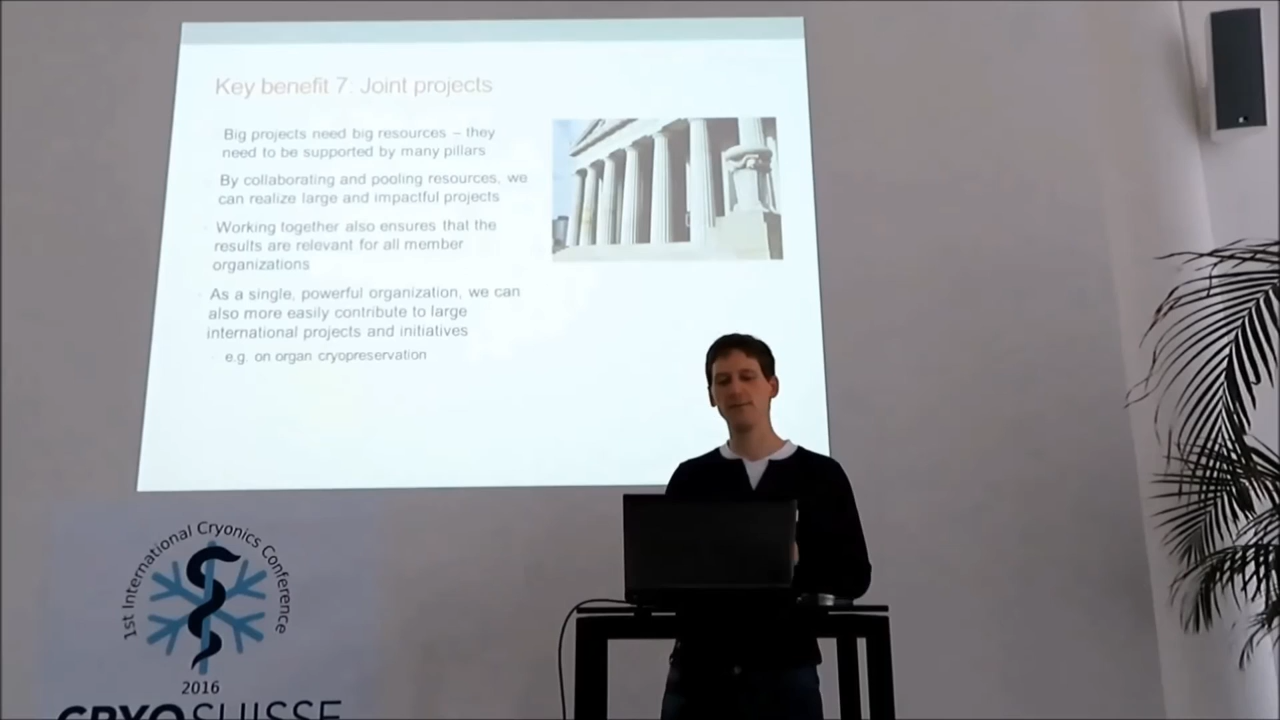 Key benefit 7: Joint projects
Big projects need big resources – they
need to be supported by many pillars
By collaborating and pooling resources, we
can realize large and impactful projects
Working together also ensures that the
results are relevant for all member
organizations
As a single, powerful organization, we can
also more easily contribute to large
international projects and initiatives
e.g. on organ cryopreservation
1st International Cryonics Conference
2016
CRYOSUISSE